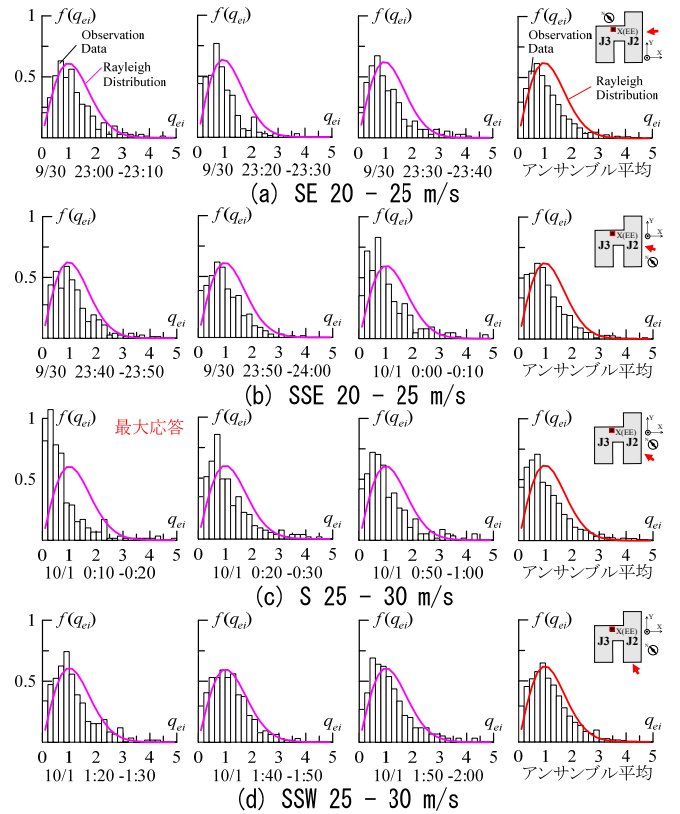 f(q_ei) f(q_ei) f(q_ei) f(q_ei)
1
0.5
Observation
Data
Rayleigh
Distribution
Observation
Data
Rayleigh
Distribution
J3 X(EE) J2
Y
X
N
q_ei q_ei q_ei q_ei
0 1 2 3 4 5 0 1 2 3 4 5 0 1 2 3 4 5 0 1 2 3 4 5
9/30 23:00 -23:10 9/30 23:20 -23:30 9/30 23:30 -23:40 アンサンブル平均
(a) SE 20 - 25 m/s
f(q_ei) f(q_ei) f(q_ei) f(q_ei)
1
0.5
J3 X(EE) J2
Y
X
N
q_ei q_ei q_ei q_ei
0 1 2 3 4 5 0 1 2 3 4 5 0 1 2 3 4 5 0 1 2 3 4 5
9/30 23:40 -23:50 9/30 23:50 -24:00 10/1 0:00 -0:10 アンサンブル平均
(b) SSE 20 - 25 m/s
f(q_ei) f(q_ei) f(q_ei) f(q_ei)
1
0.5
最大応答
J3 X(EE) J2
Y
X
N
q_ei q_ei q_ei q_ei
0 1 2 3 4 5 0 1 2 3 4 5 0 1 2 3 4 5 0 1 2 3 4 5
10/1 0:10 -0:20 10/1 0:20 -0:30 10/1 0:50 -1:00 アンサンブル平均
(c) S 25 - 30 m/s
f(q_ei) f(q_ei) f(q_ei) f(q_ei)
1
0.5
J3 X(EE) J2
Y
X
N
q_ei q_ei q_ei q_ei
0 1 2 3 4 5 0 1 2 3 4 5 0 1 2 3 4 5 0 1 2 3 4 5
10/1 1:20 -1:30 10/1 1:40 -1:50 10/1 1:50 -2:00 アンサンブル平均
(d) SSW 25 - 30 m/s